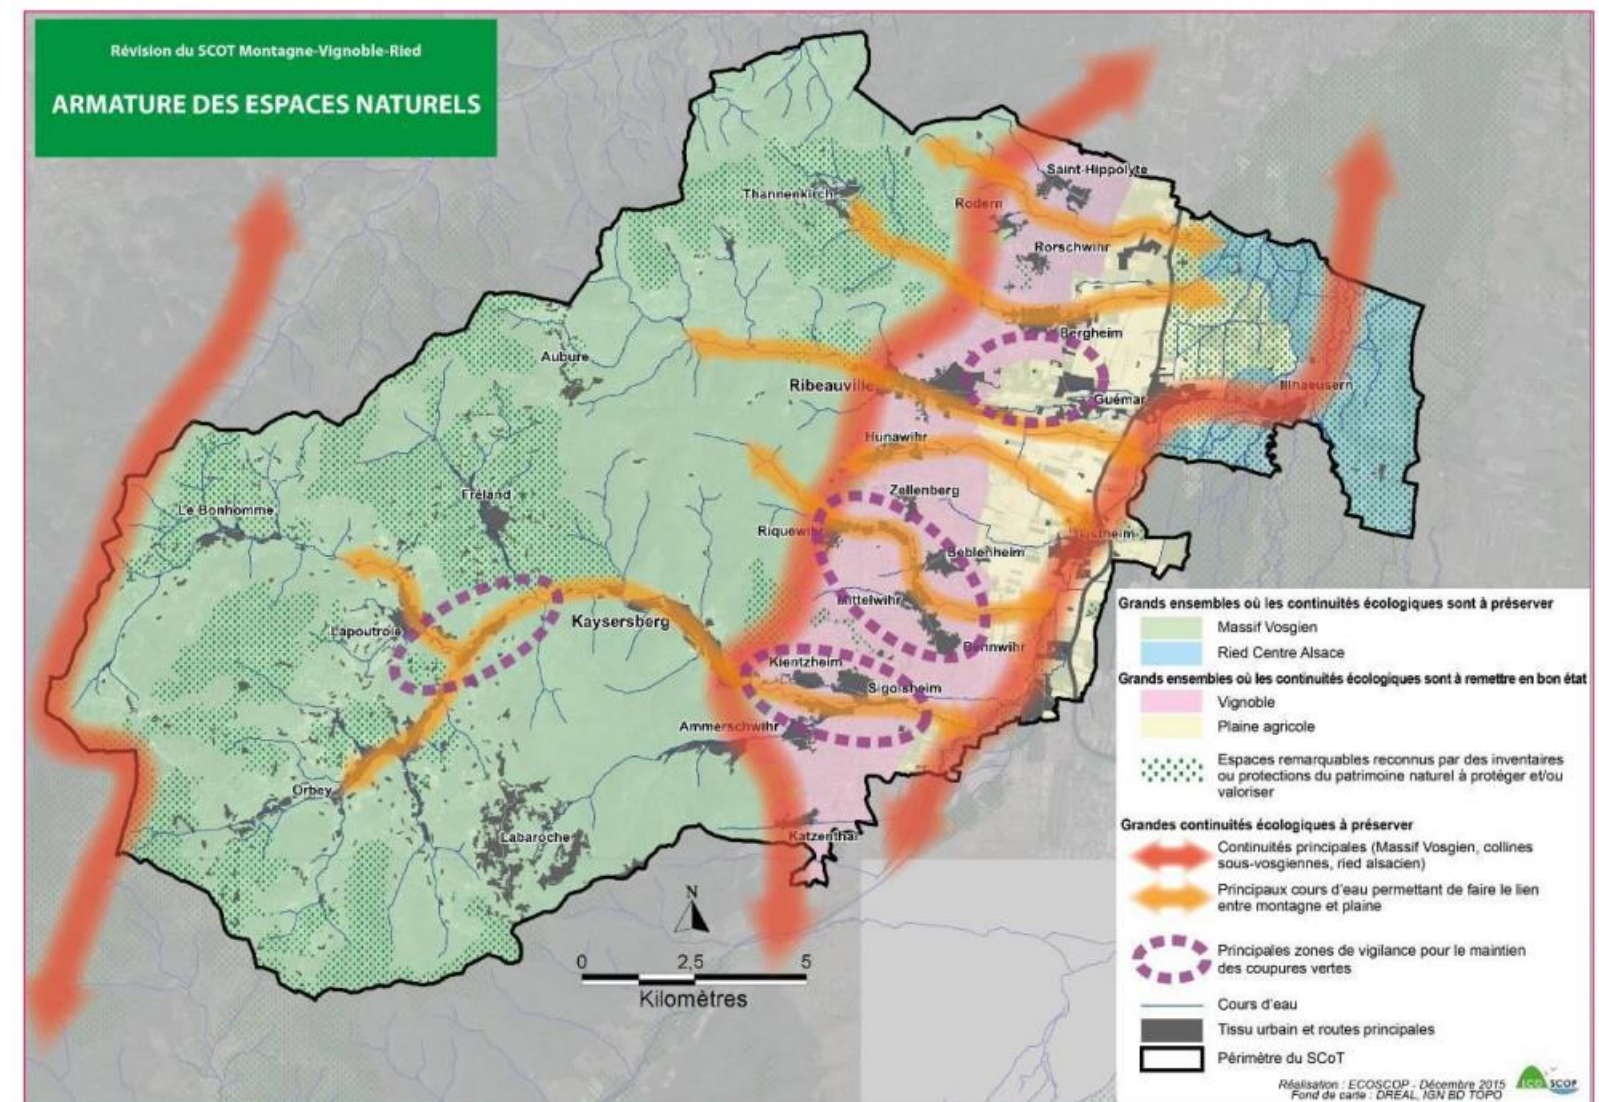 Révision du SCOT Montagne-Vignoble-Ried
ARMATURE DES ESPACES NATURELS
Saint-Hippolyte
Thannenkirch
Rodern
Rorschwihr
Bergheim
Aubure
Ribeauvillé
Illhaeusern
Guémar
Hunawihr
Fréland
Zellenberg
Le Bonhomme
Riquewihr
Ostheim
Beblenheim
Mittelwihr
Kaysersberg
Lapoutroie
Bennwihr
Kientzheim
Sigolsheim
Ammerschwihr
Orbey
Labaroche
Katzenthal
N
0 2,5 5
Kilomètres
Grands ensembles où les continuités écologiques sont à préserver
Massif Vosgien
Ried Centre Alsace
Grands ensembles où les continuités écologiques sont à remettre en bon état
Vignoble
Plaine agricole
Espaces remarquables reconnus par des inventaires
ou protections du patrimoine naturel à protéger et/ou
valoriser
Grandes continuités écologiques à préserver
Continuités principales (Massif Vosgien, collines
sous-vosgiennes, ried alsacien)
Principaux cours d'eau permettant de faire le lien
entre montagne et plaine
Principales zones de vigilance pour le maintien
des coupures vertes
Cours d'eau
Tissu urbain et routes principales
Périmètre du SCoT
Réalisation : ECOSCOP - Décembre 2015
Fond de carte : DREAL, IGN BD TOPO
ECO SCOP